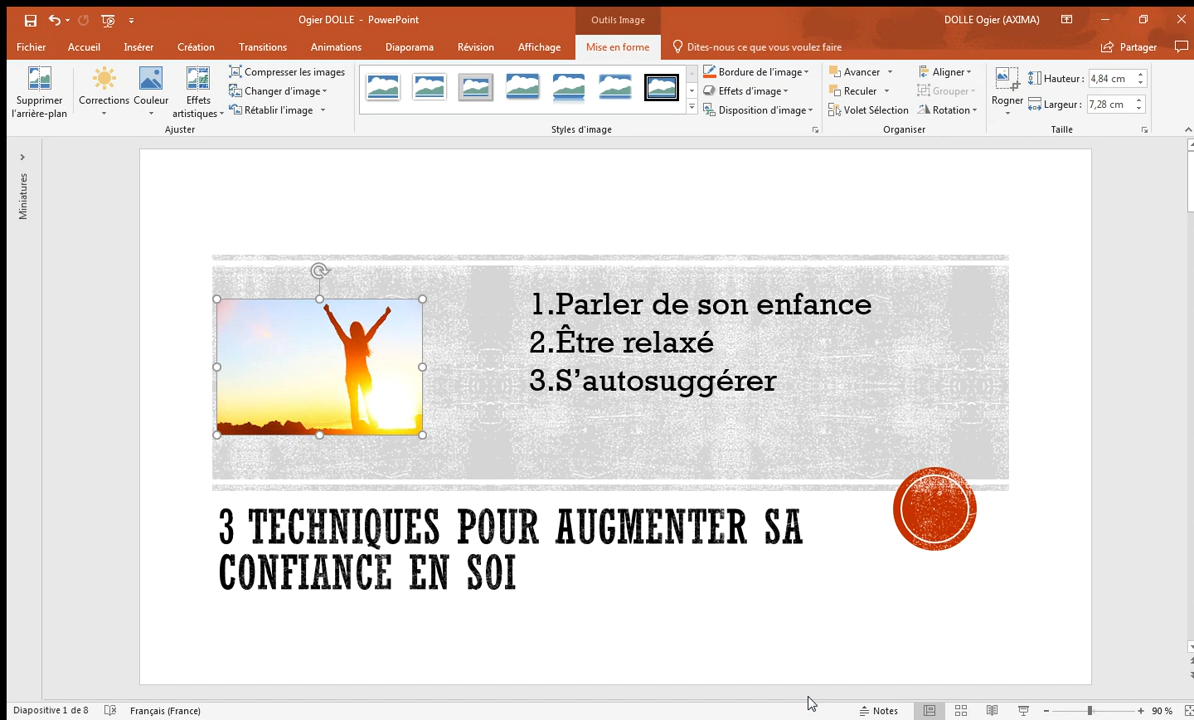 Ogier DOLLE - PowerPoint
Outils Image
DOLLE Ogier (AXIMA)
Fichier
Accueil
Insérer
Création
Transitions
Animations
Diaporama
Révision
Affichage
Mise en forme
Dites-nous ce que vous voulez faire
Partager
Supprimer
l'arrière-plan
Corrections
Couleur
Effets
artistiques
Compresser les images
Changer d'image
Rétablir l'image
Ajuster
Styles d'image
Bordure de l'image
Effets d'image
Disposition d'image
Avancer
Reculer
Volet Sélection
Aligner
Grouper
Rotation
Organiser
Rogner
Hauteur : 4,84 cm
Largeur : 7,28 cm
Taille
Miniatures
1.Parler de son enfance
2.Être relaxé
3.S’autosuggérer
3 TECHNIQUES POUR AUGMENTER SA
CONFIANCE EN SOI
Diapositive 1 de 8
Français (France)
Notes
90 %